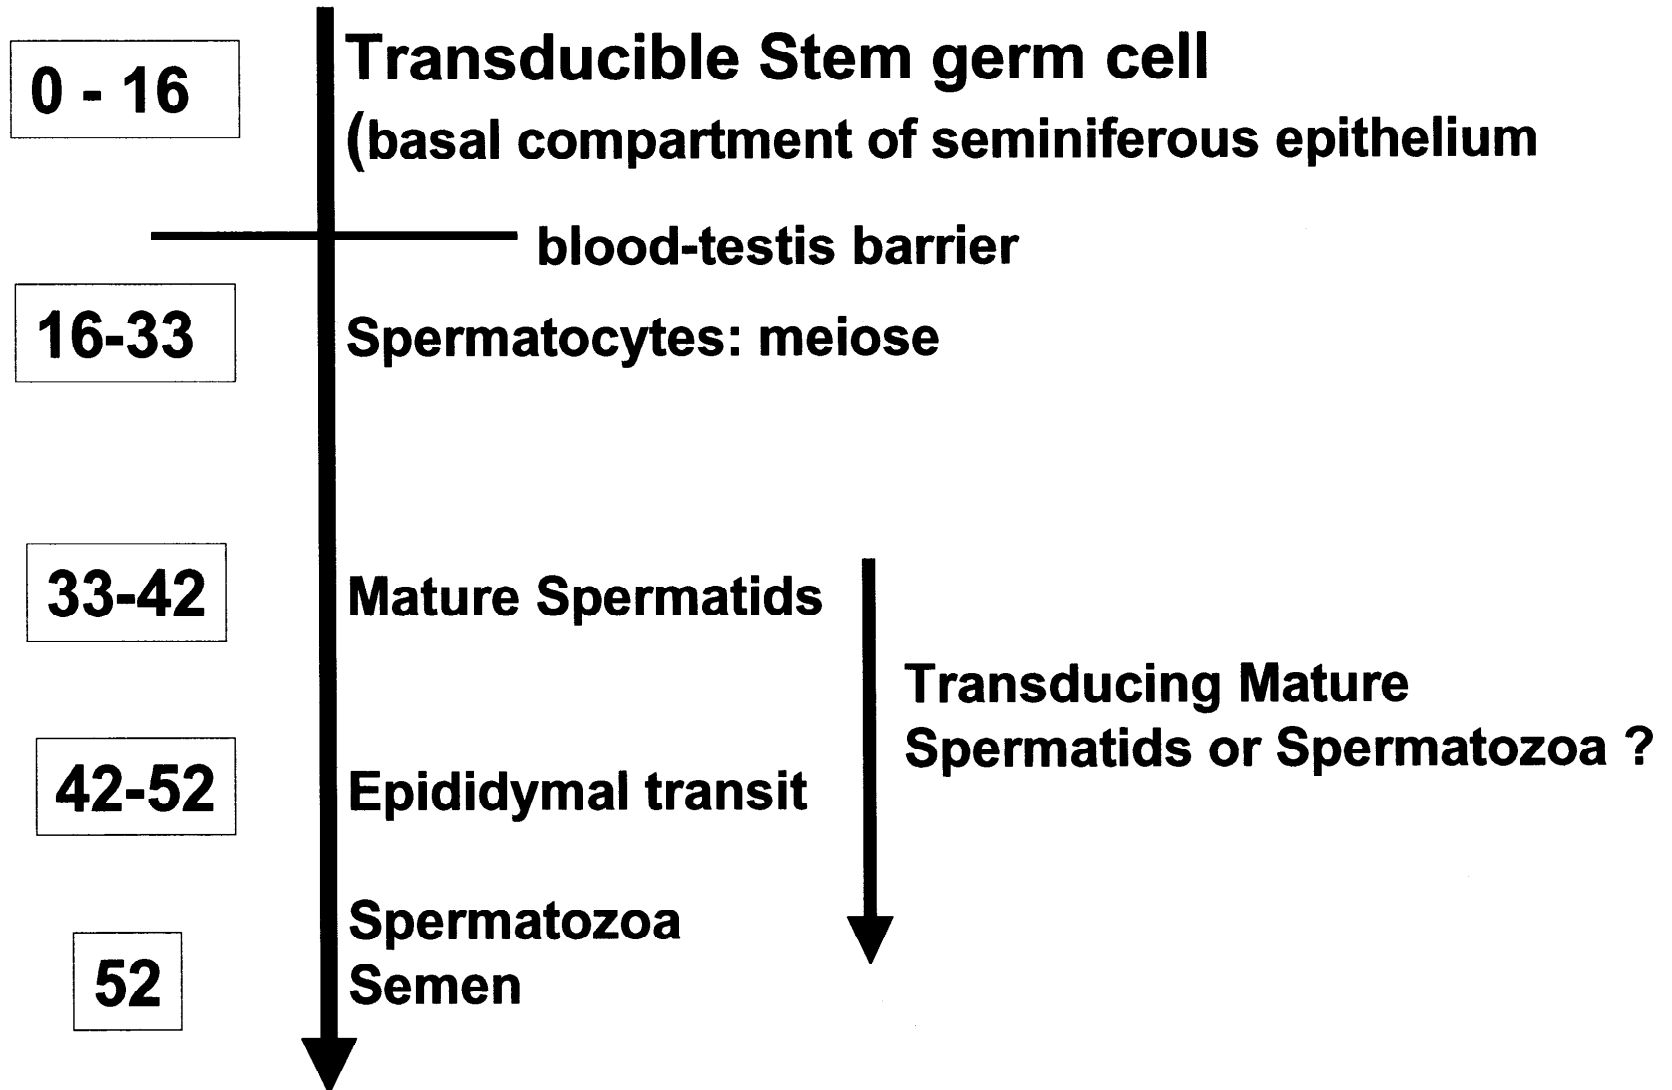 0 - 16
Transducible Stem germ cell
(basal compartment of seminiferous epithelium
blood-testis barrier
16-33
Spermatocytes: meiose
33-42
Mature Spermatids
Transducing Mature
Spermatids or Spermatozoa ?
42-52
Epididymal transit
52
Spermatozoa
Semen